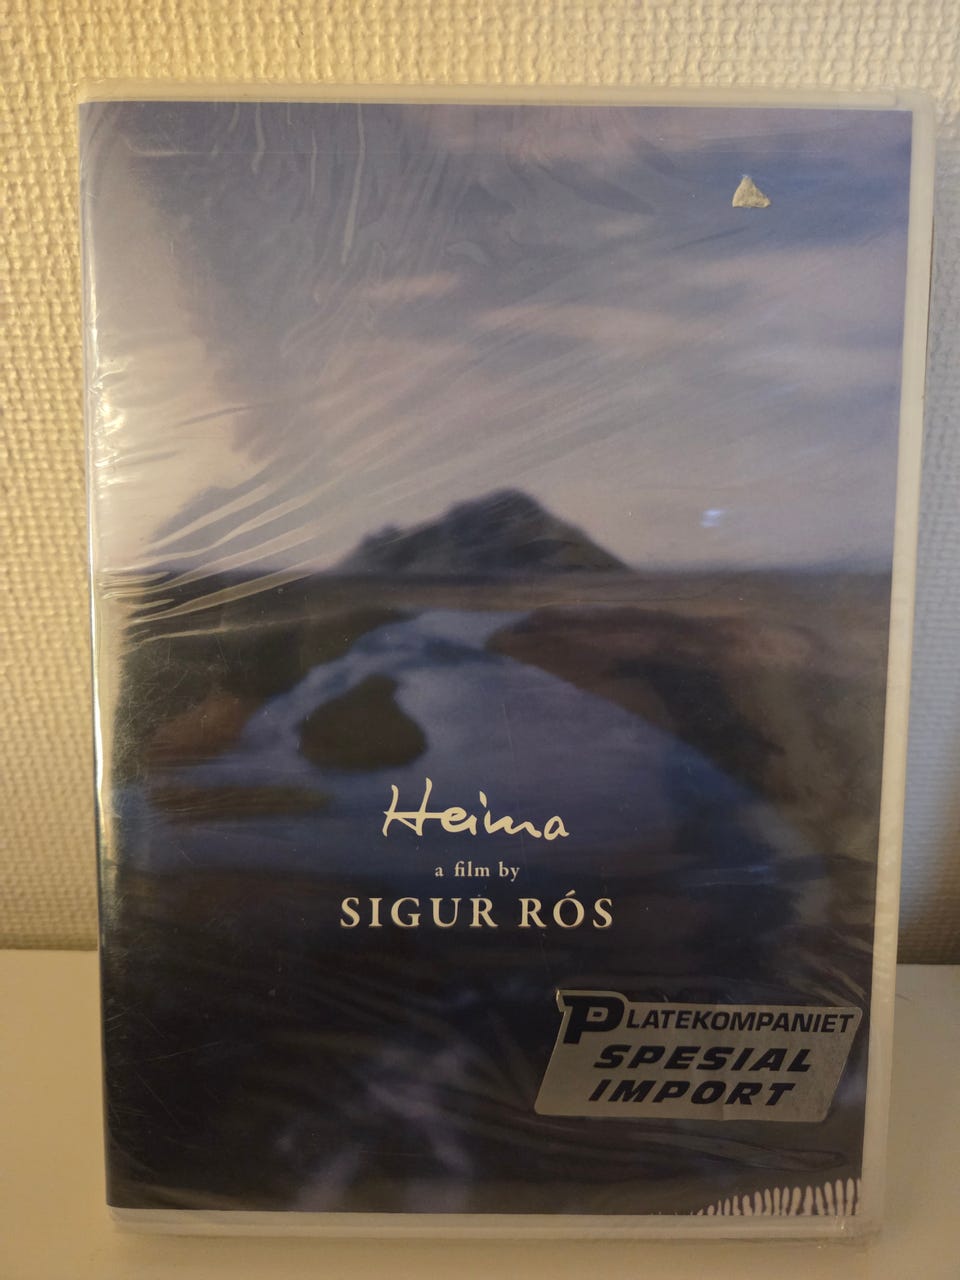 Heima
a film by
SIGUR RÓS
PLATEKOMPANIET
SPESIAL
IMPORT